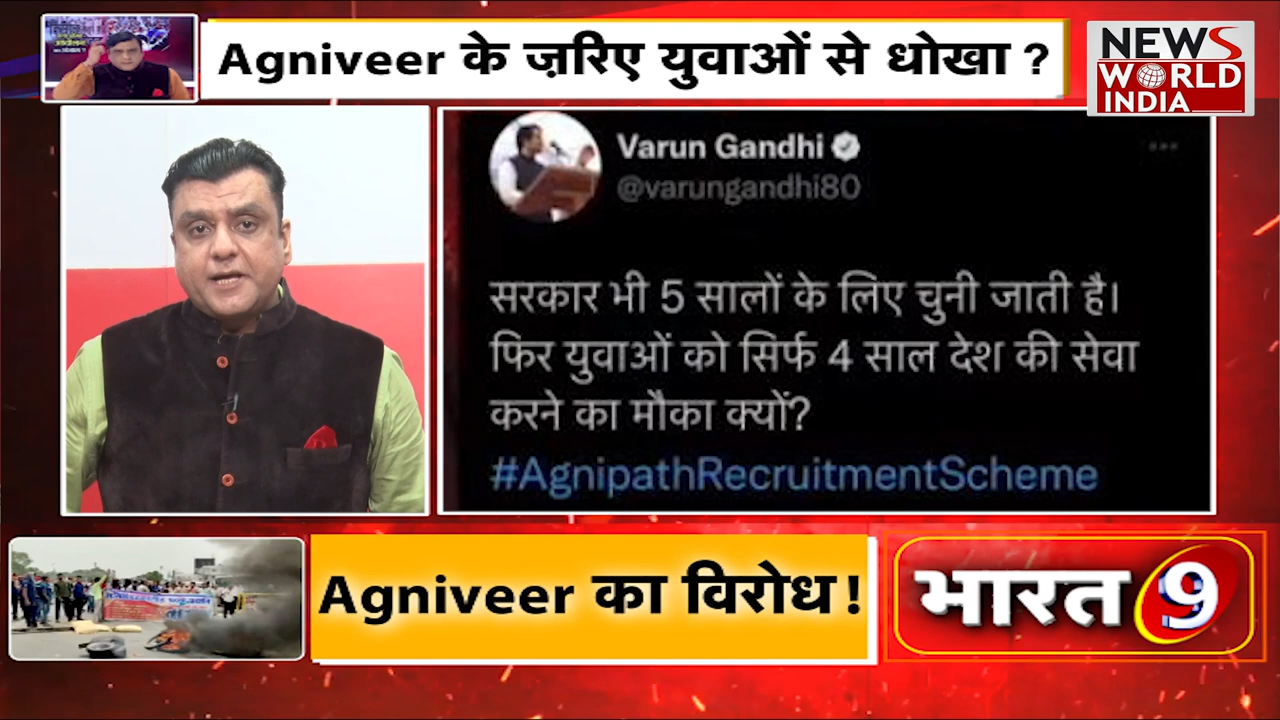 Agniveer के ज़रिए युवाओं से धोखा ?
NEWS
WORLD
INDIA
Varun Gandhi
@varungandhi80
सरकार भी 5 सालों के लिए चुनी जाती है।
फिर युवाओं को सिर्फ 4 साल देश की सेवा
करने का मौका क्यों?
#AgnipathRecruitmentScheme
Agniveer का विरोध!
भारत 9